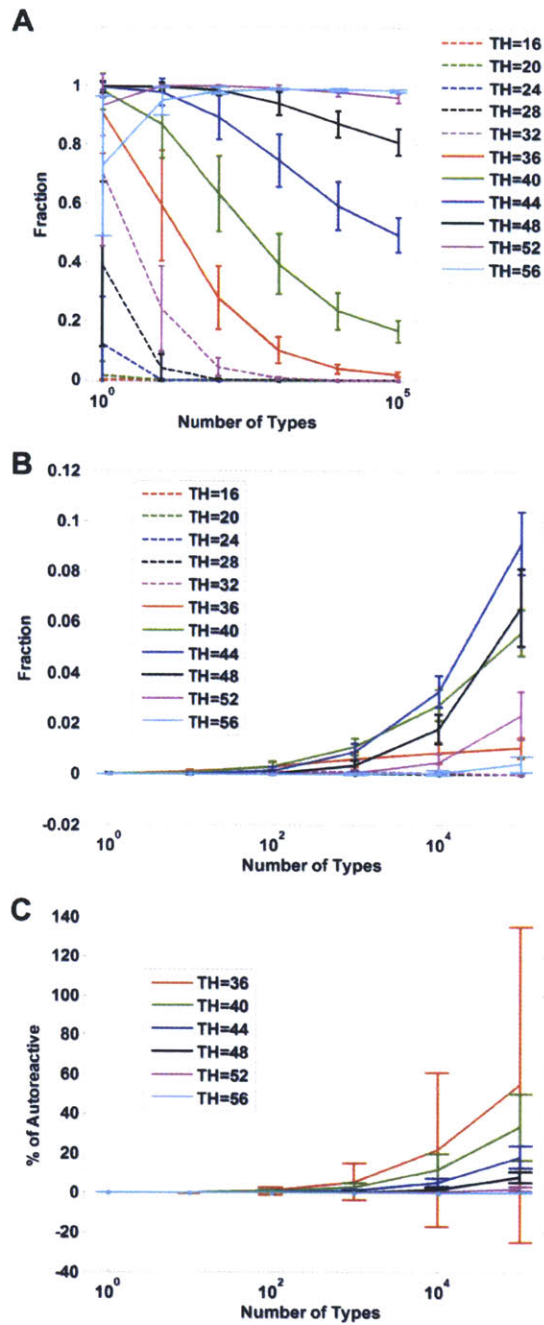 A
TH=16
TH=20
TH=24
TH=28
TH=32
TH=36
TH=40
TH=44
TH=48
TH=52
TH=56
1
0.8
0.6
0.4
0.2
0
Fraction
10^0
10^5
Number of Types
B
0.12
0.1
0.08
0.06
0.04
0.02
0
-0.02
Fraction
TH=16
TH=20
TH=24
TH=28
TH=32
TH=36
TH=40
TH=44
TH=48
TH=52
TH=56
10^0
10^2
10^4
Number of Types
C
140
120
100
80
60
40
20
0
-20
-40
% of Autoreactive
TH=36
TH=40
TH=44
TH=48
TH=52
TH=56
10^0
10^2
10^4
Number of Types